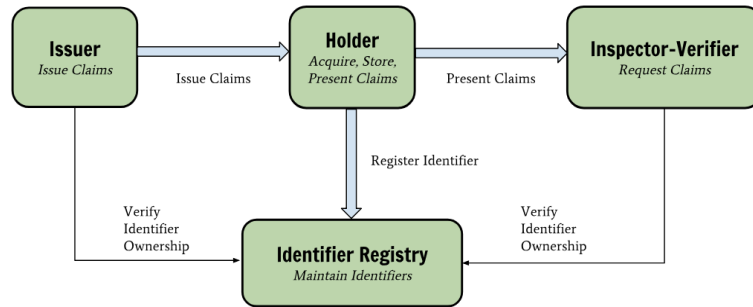 Issuer
Issue Claims
Issue Claims
Holder
Acquire, Store,
Present Claims
Present Claims
Inspector-Verifier
Request Claims
Register Identifier
Verify
Identifier
Ownership
Identifier Registry
Maintain Identifiers
Verify
Identifier
Ownership